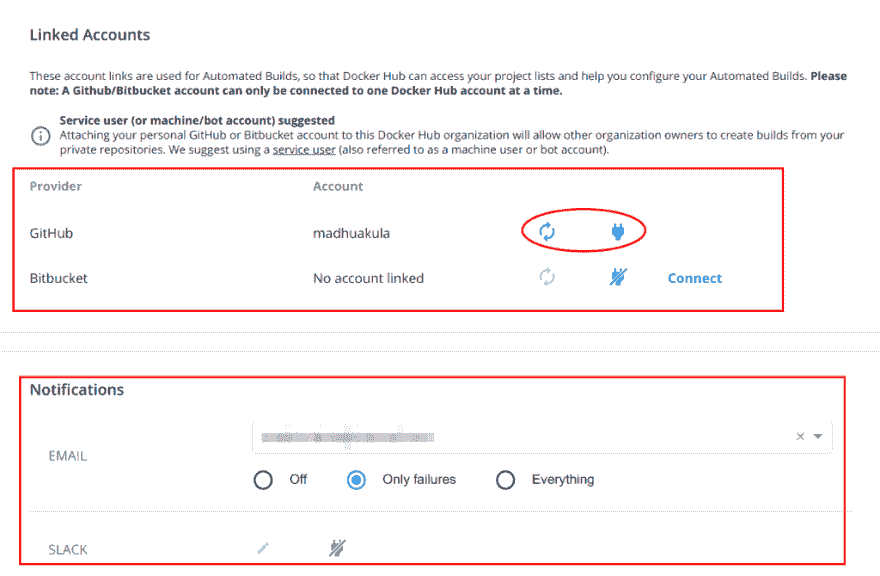 Linked Accounts
These account links are used for Automated Builds, so that Docker Hub can access your project lists and help you configure your Automated Builds. Please
note: A Github/Bitbucket account can only be connected to one Docker Hub account at a time.
Service user (or machine/bot account) suggested
Attaching your personal GitHub or Bitbucket account to this Docker Hub organization will allow other organization owners to create builds from your
private repositories. We suggest using a service user (also referred to as a machine user or bot account).
Provider Account
GitHub madhuakula
Bitbucket No account linked Connect
Notifications
EMAIL
Off Only failures Everything
SLACK